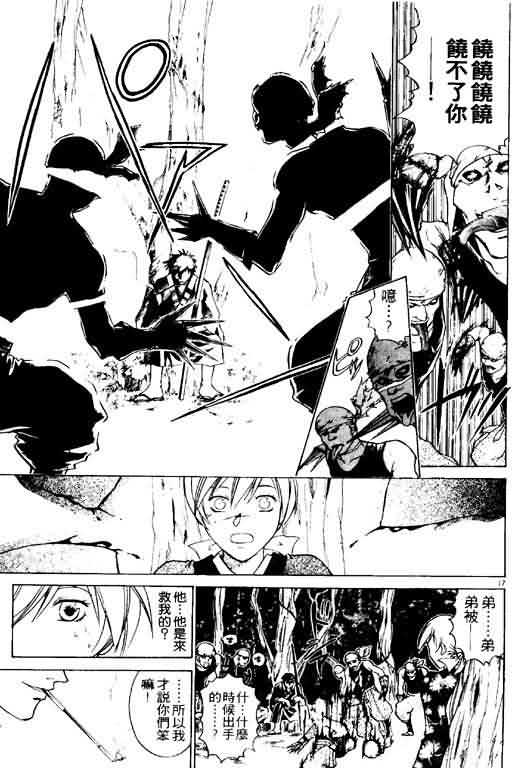 饒饒饒饒
饒不了你
——！
噫…？
弟……弟
弟被
什…什麼
時候出手
的……？
他…他是來
救我的？
……所以我
才說你們笨
嘛！
17